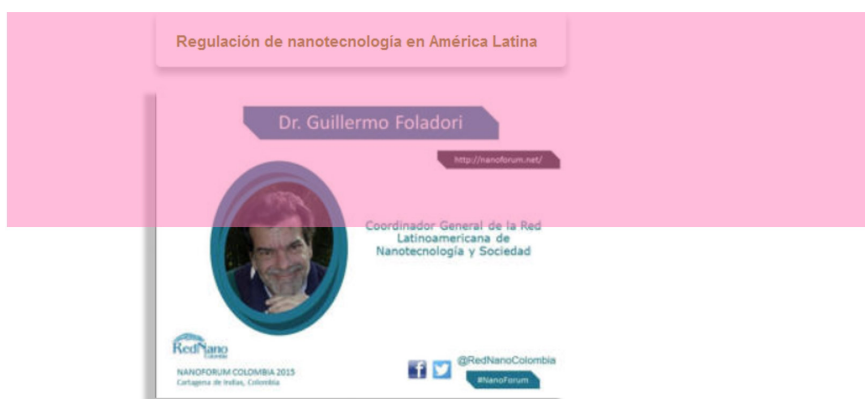 Regulación de nanotecnología en América Latina
Dr. Guillermo Foladori
http://nanoforum.net/
Coordinador General de la Red
Latinoamericana de
Nanotecnología y Sociedad
RedNano
Colombia
NANOFORUM COLOMBIA 2015
Cartagena de Indias, Colombia
@RedNanoColombia
#NanoForum